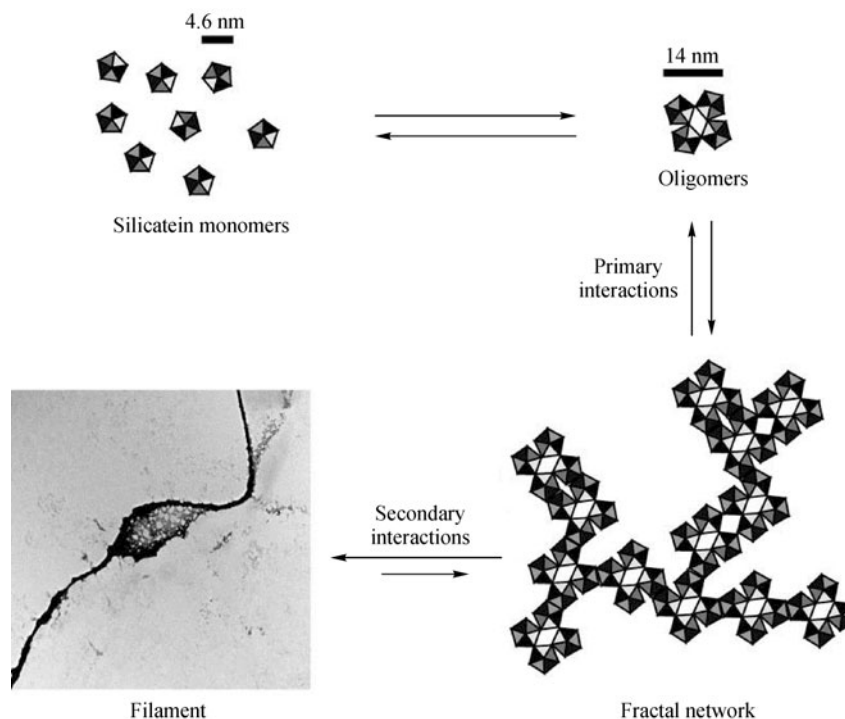 4.6 nm
14 nm
Silicatein monomers
Oligomers
Primary
interactions
Secondary
interactions
Filament
Fractal network